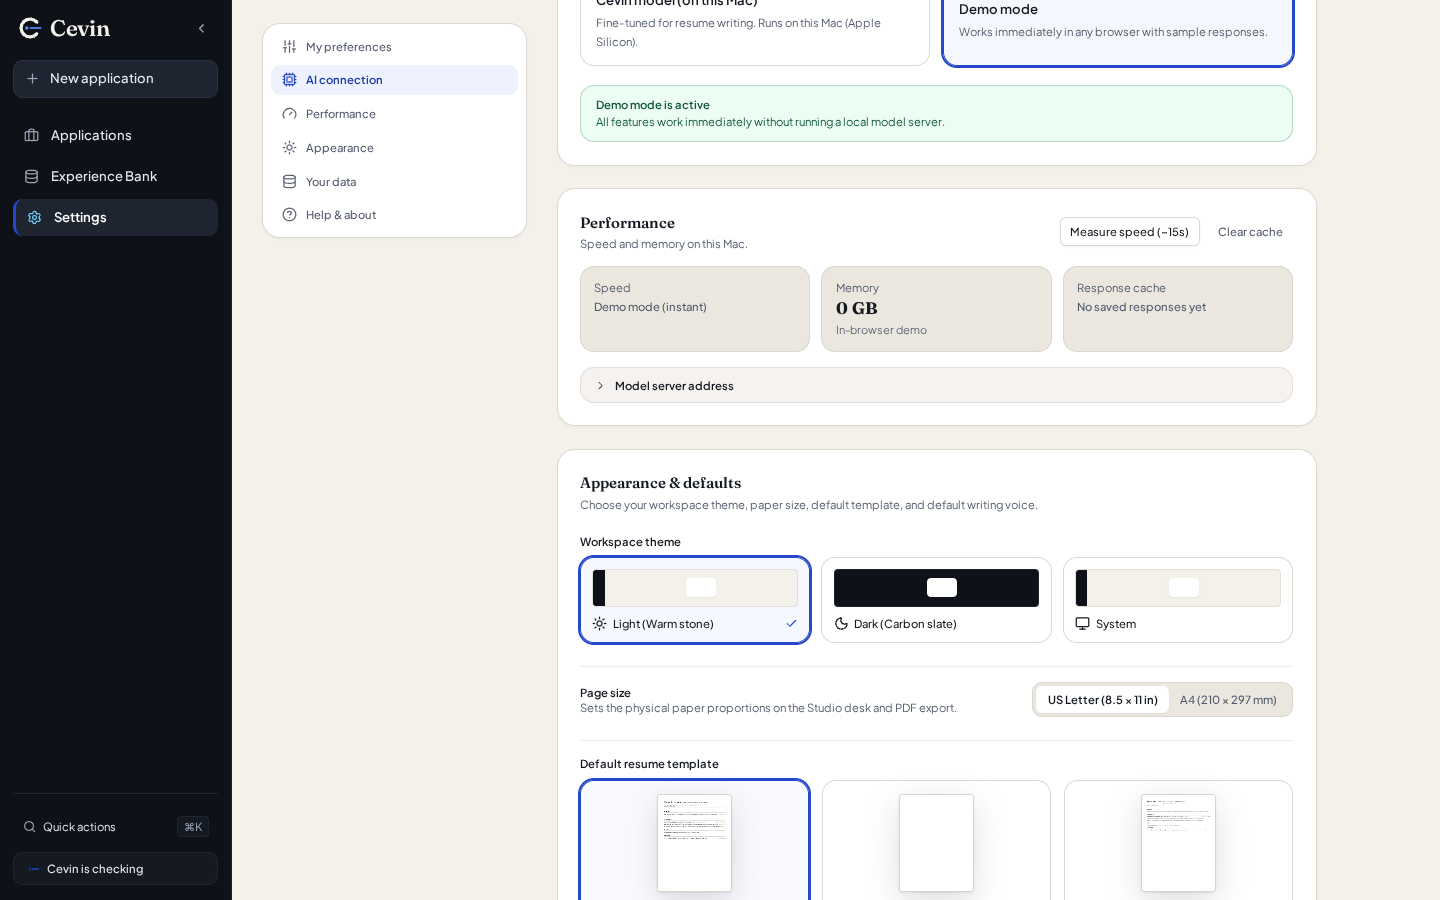 Cevin
New application
Applications
Experience Bank
Settings
Quick actions
⌘K
Cevin is checking
My preferences
AI connection
Performance
Appearance
Your data
Help & about
Cevin model (on this Mac)
Fine-tuned for resume writing. Runs on this Mac (Apple
Silicon).
Demo mode
Works immediately in any browser with sample responses.
Demo mode is active
All features work immediately without running a local model server.
Performance
Speed and memory on this Mac.
Measure speed (~15s)
Clear cache
Speed
Demo mode (instant)
Memory
0 GB
In-browser demo
Response cache
No saved responses yet
Model server address
Appearance & defaults
Choose your workspace theme, paper size, default template, and default writing voice.
Workspace theme
Light (Warm stone)
Dark (Carbon slate)
System
Page size
Sets the physical paper proportions on the Studio desk and PDF export.
US Letter (8.5 × 11 in)
A4 (210 × 297 mm)
Default resume template